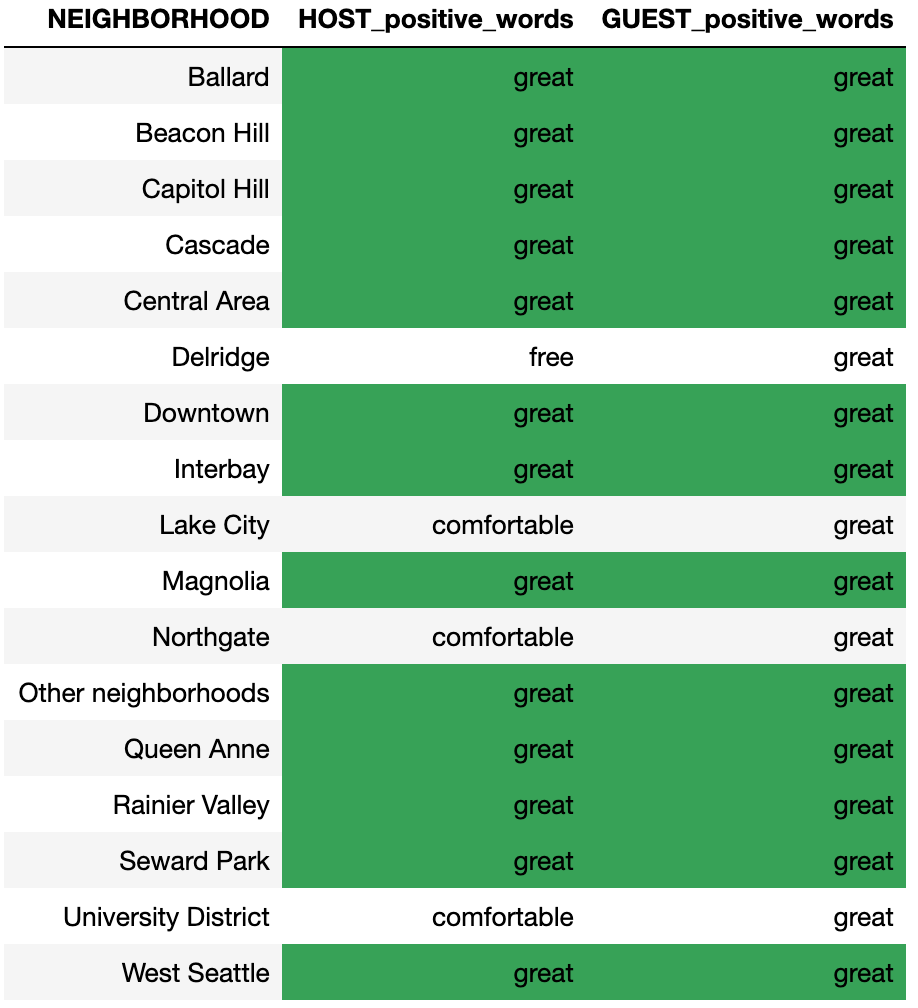 NEIGHBORHOOD HOST_positive_words GUEST_positive_words
Ballard great great
Beacon Hill great great
Capitol Hill great great
Cascade great great
Central Area great great
Delridge free great
Downtown great great
Interbay great great
Lake City comfortable great
Magnolia great great
Northgate comfortable great
Other neighborhoods great great
Queen Anne great great
Rainier Valley great great
Seward Park great great
University District comfortable great
West Seattle great great